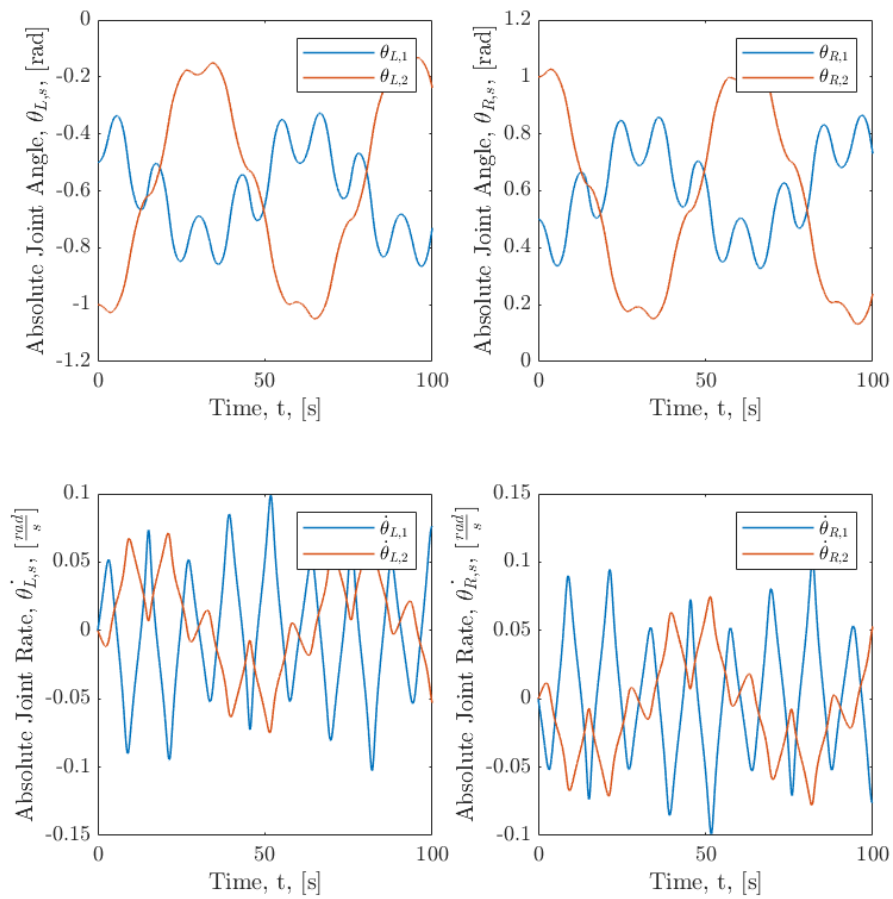 Absolute Joint Angle, θ_{L,s}, [rad]
0
-0.2
-0.4
-0.6
-0.8
-1
-1.2
θ_{L,1}
θ_{L,2}
0
50
100
Time, t, [s]
Absolute Joint Angle, θ_{R,s}, [rad]
1.2
1
0.8
0.6
0.4
0.2
0
θ_{R,1}
θ_{R,2}
0
50
100
Time, t, [s]
Absolute Joint Rate, θ̇_{L,s}, [rad/s]
0.1
0.05
0
-0.05
-0.1
-0.15
θ̇_{L,1}
θ̇_{L,2}
0
50
100
Time, t, [s]
Absolute Joint Rate, θ̇_{R,s}, [rad/s]
0.15
0.1
0.05
0
-0.05
-0.1
θ̇_{R,1}
θ̇_{R,2}
0
50
100
Time, t, [s]